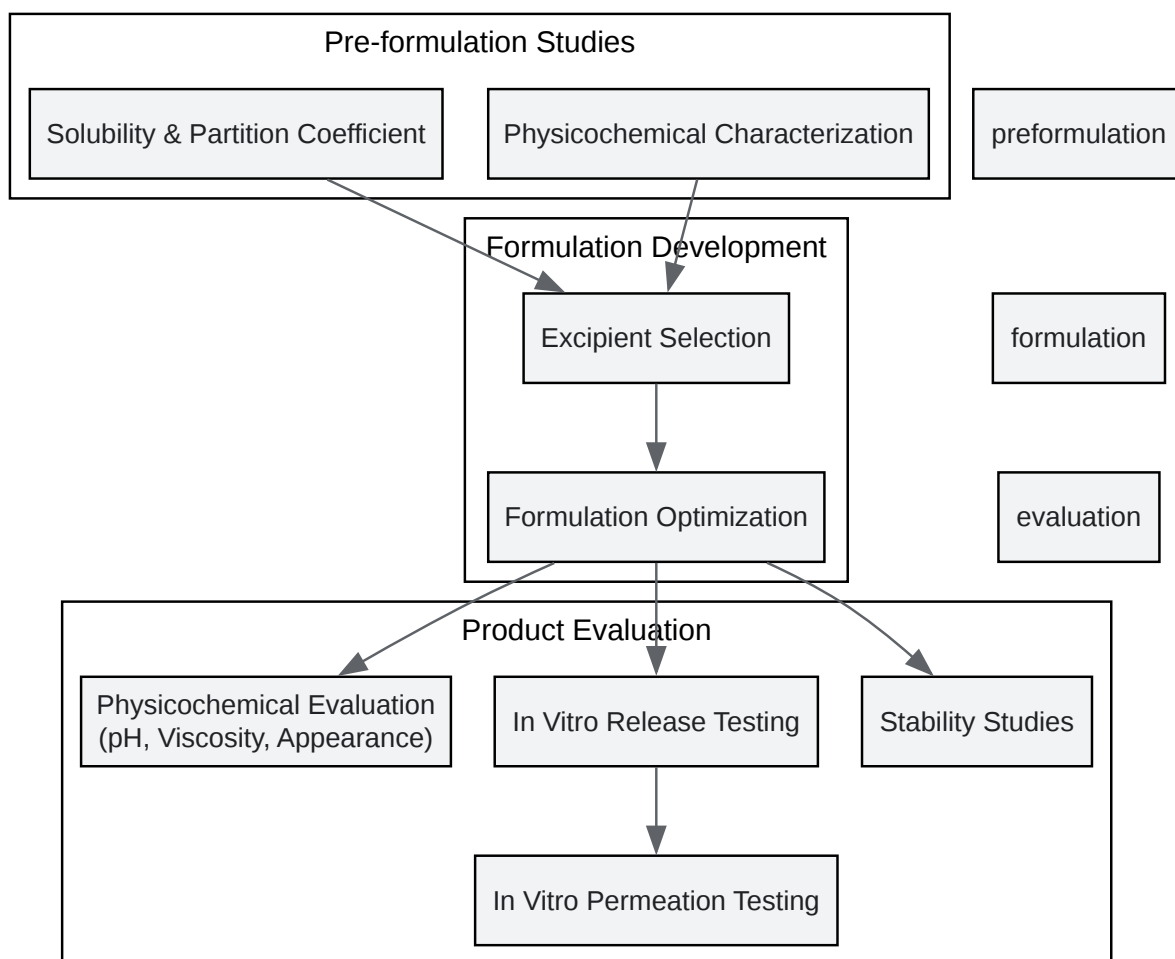 Pre-formulation Studies
Solubility & Partition Coefficient
Physicochemical Characterization
preformulation
Formulation Development
Excipient Selection
formulation
Formulation Optimization
evaluation
Product Evaluation
Physicochemical Evaluation
(pH, Viscosity, Appearance)
In Vitro Release Testing
Stability Studies
In Vitro Permeation Testing